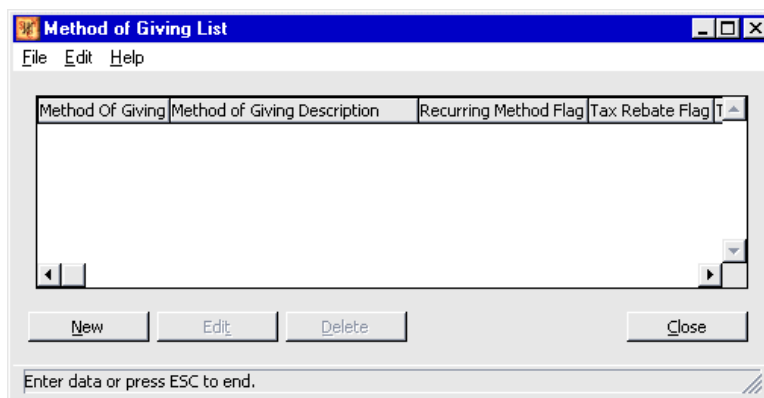 Method of Giving List
File Edit Help
Method Of Giving Method of Giving Description Recurring Method Flag Tax Rebate Flag T
New Edit Delete Close
Enter data or press ESC to end.